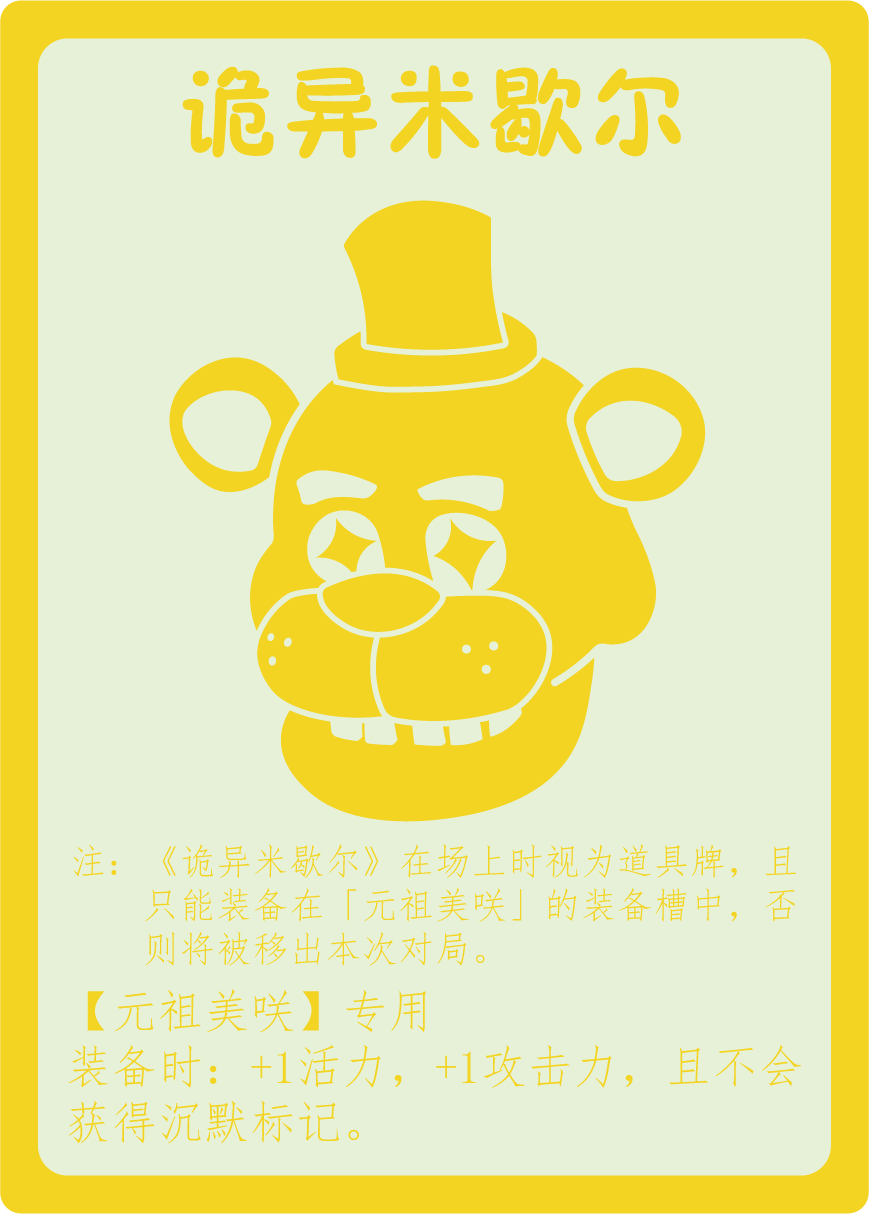 诡异米歇尔
注：《诡异米歇尔》在场上时视为道具牌，且
只能装备在「元祖美咲」的装备槽中，否
则将被移出本次对局。
【元祖美咲】专用
装备时：+1活力，+1攻击力，且不会
获得沉默标记。